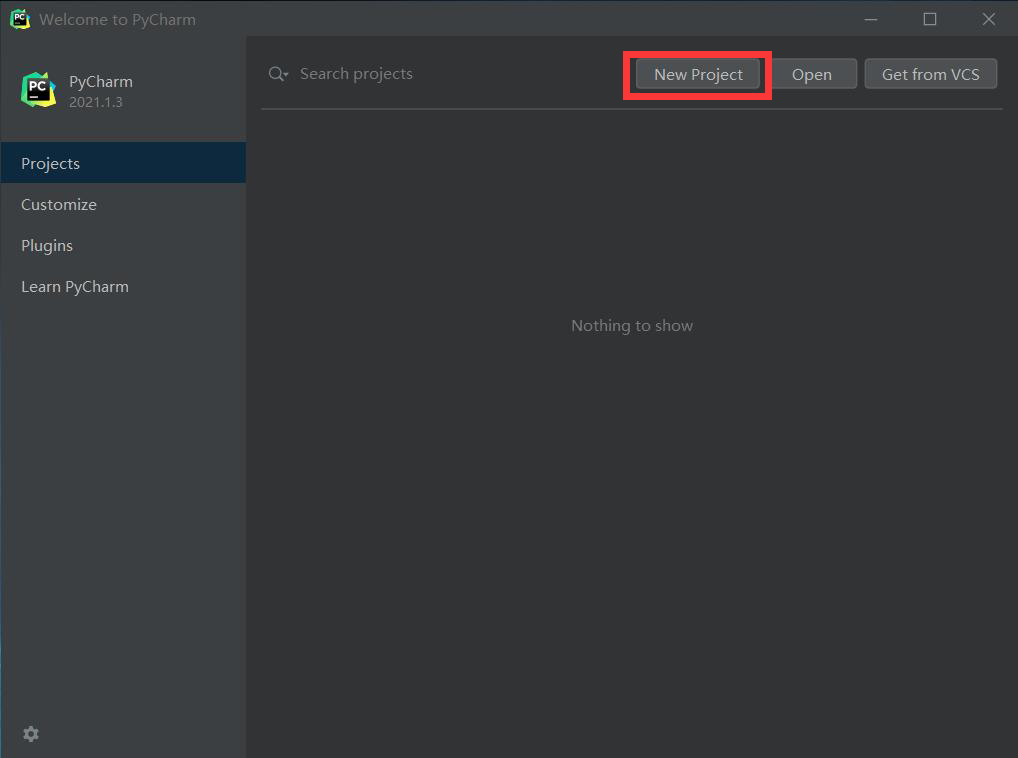 Welcome to PyCharm
PC
PyCharm
2021.1.3
Projects
Customize
Plugins
Learn PyCharm
Search projects
New Project
Open
Get from VCS
Nothing to show